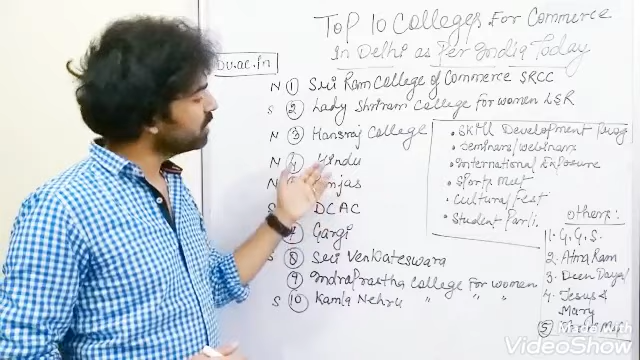 Top 10 Colleges For Commerce
In Delhi as Per India Today
du.ac.in
N ① Sri Ram College of Commerce SRCC
S ② Lady Shriram College for women LSR
N ③ Hansraj College
N ④ Hindu
N
S DCAC
Gargi
S ⑧ Sri Venkateswara
⑨ IndraPrastha College For women
S ⑩ Kamla Nehru " " "
• Skill Development Prog
• Seminars/webinars
• International Exposure
• Sports Meet
• Cultural Fest
• Student Parli.
Others:
1. G.G.S.
2. Atma Ram
3. Deen Dayal
4. Jesus &
Mary
⑤
Made with
VideoShow